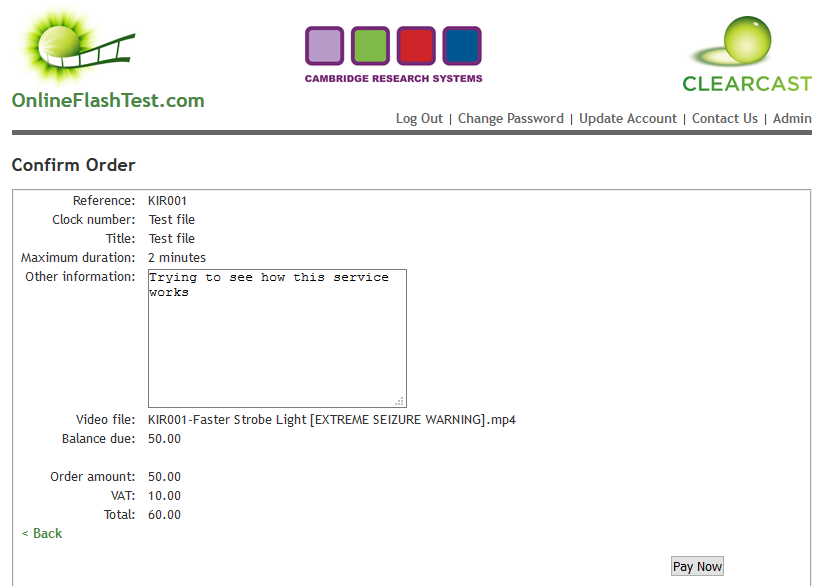 OnlineFlashTest.com
CAMBRIDGE RESEARCH SYSTEMS
CLEARCAST
Log Out | Change Password | Update Account | Contact Us | Admin
Confirm Order
Reference: KIR001
Clock number: Test file
Title: Test file
Maximum duration: 2 minutes
Other information: Trying to see how this service
works
Video file: KIR001-Faster Strobe Light [EXTREME SEIZURE WARNING].mp4
Balance due: 50.00
Order amount: 50.00
VAT: 10.00
Total: 60.00
< Back
Pay Now